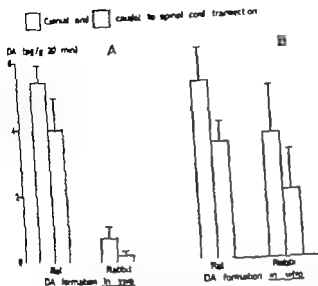 Cranial and caudal to spinal cord transection
DA (µg/g 20 min)
A
B
6
4
2
0
Rat
Rabbit
DA formation in vivo
Rat
Rabbit
DA formation in vitro